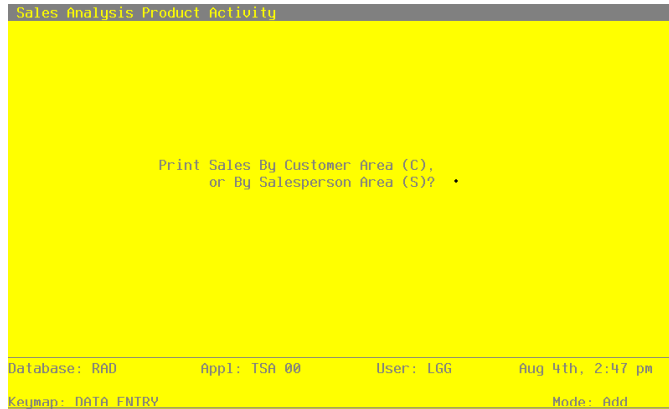 Sales Analysis Product Activity
Print Sales By Customer Area (C),
or By Salesperson Area (S)?
Database: RAD Appl: TSA 00 User: LGG Aug 4th, 2:47 pm
Keymap: DATA ENTRY Mode: Add